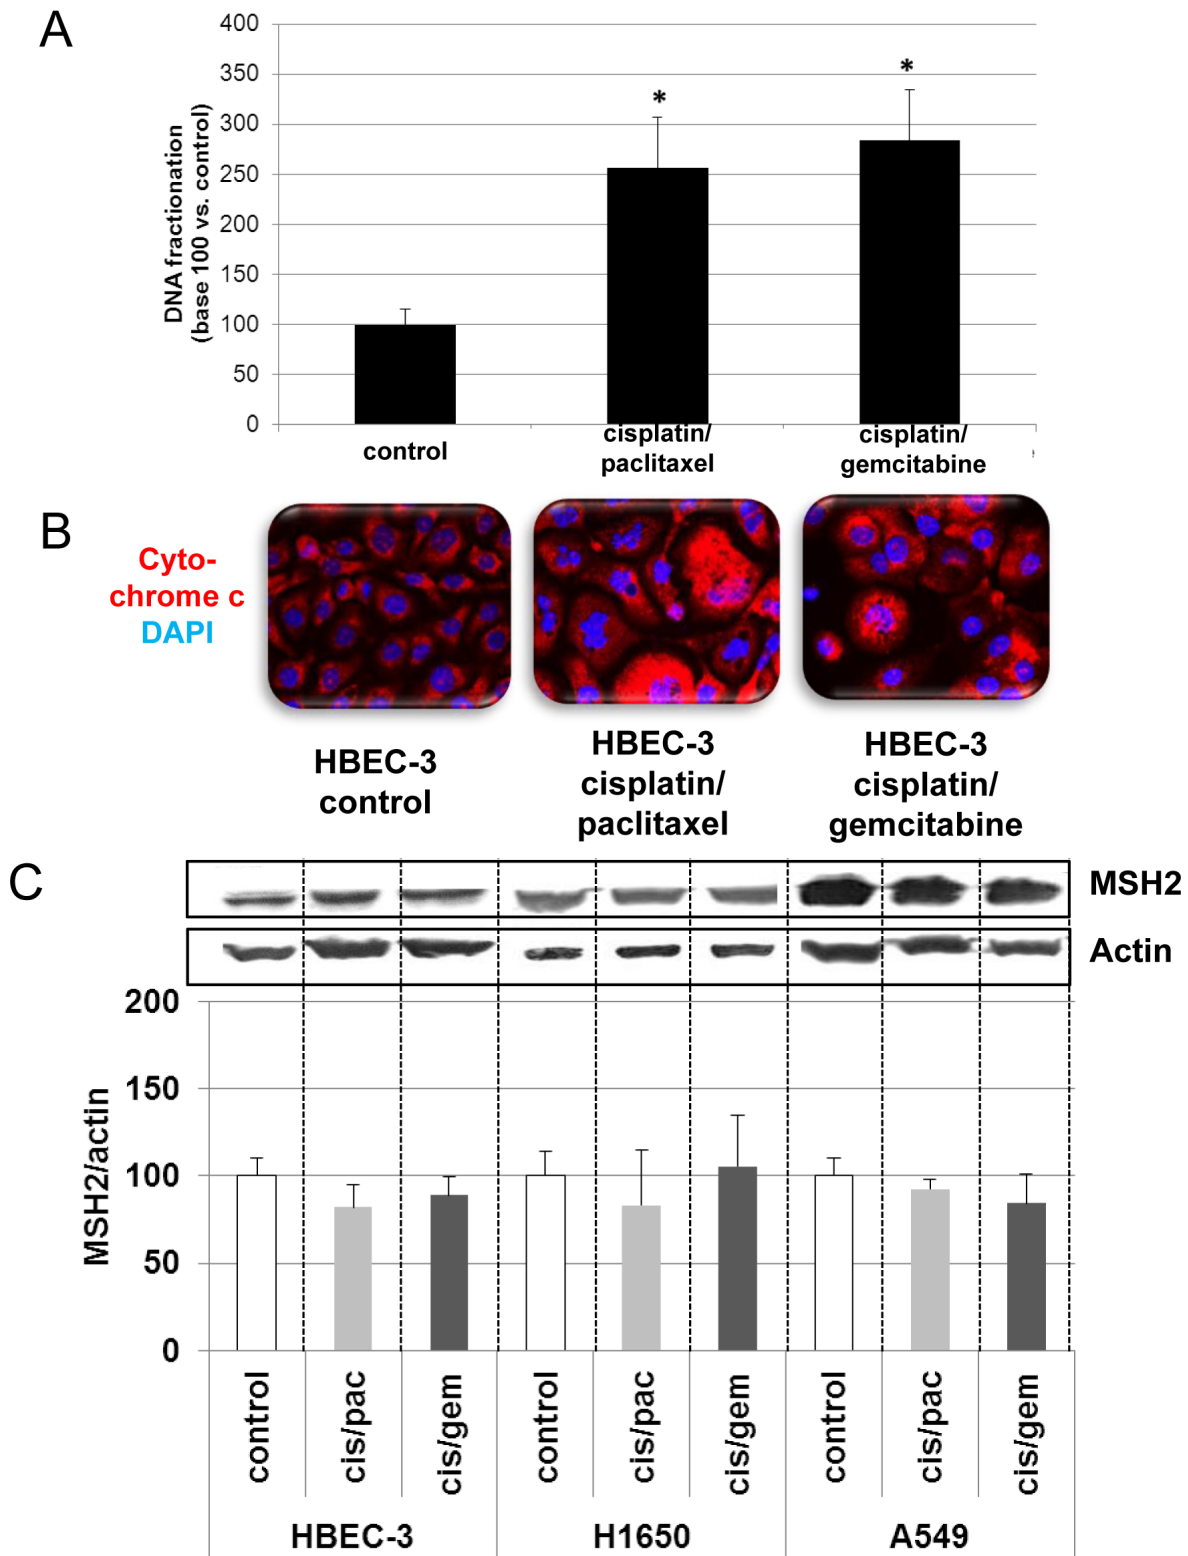 A
400
350
300
250
200
150
100
50
0
DNA fractionation
(base 100 vs. control)
*
*
control
cisplatin/
paclitaxel
cisplatin/
gemcitabine
B
Cyto-
chrome c
DAPI
HBEC-3
control
HBEC-3
cisplatin/
paclitaxel
HBEC-3
cisplatin/
gemcitabine
C
MSH2
Actin
200
150
100
50
0
MSH2/actin
control
cis/pac
cis/gem
control
cis/pac
cis/gem
control
cis/pac
cis/gem
HBEC-3
H1650
A549